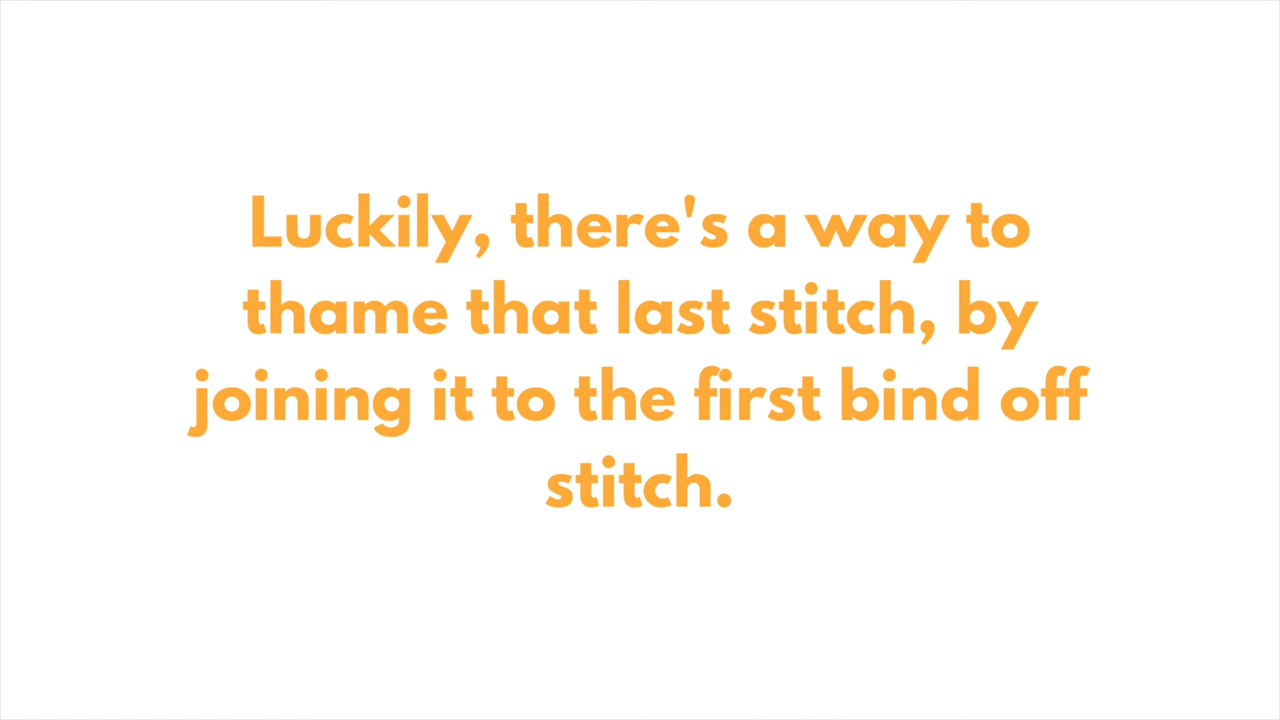 Luckily, there's a way to
thame that last stitch, by
joining it to the first bind off
stitch.